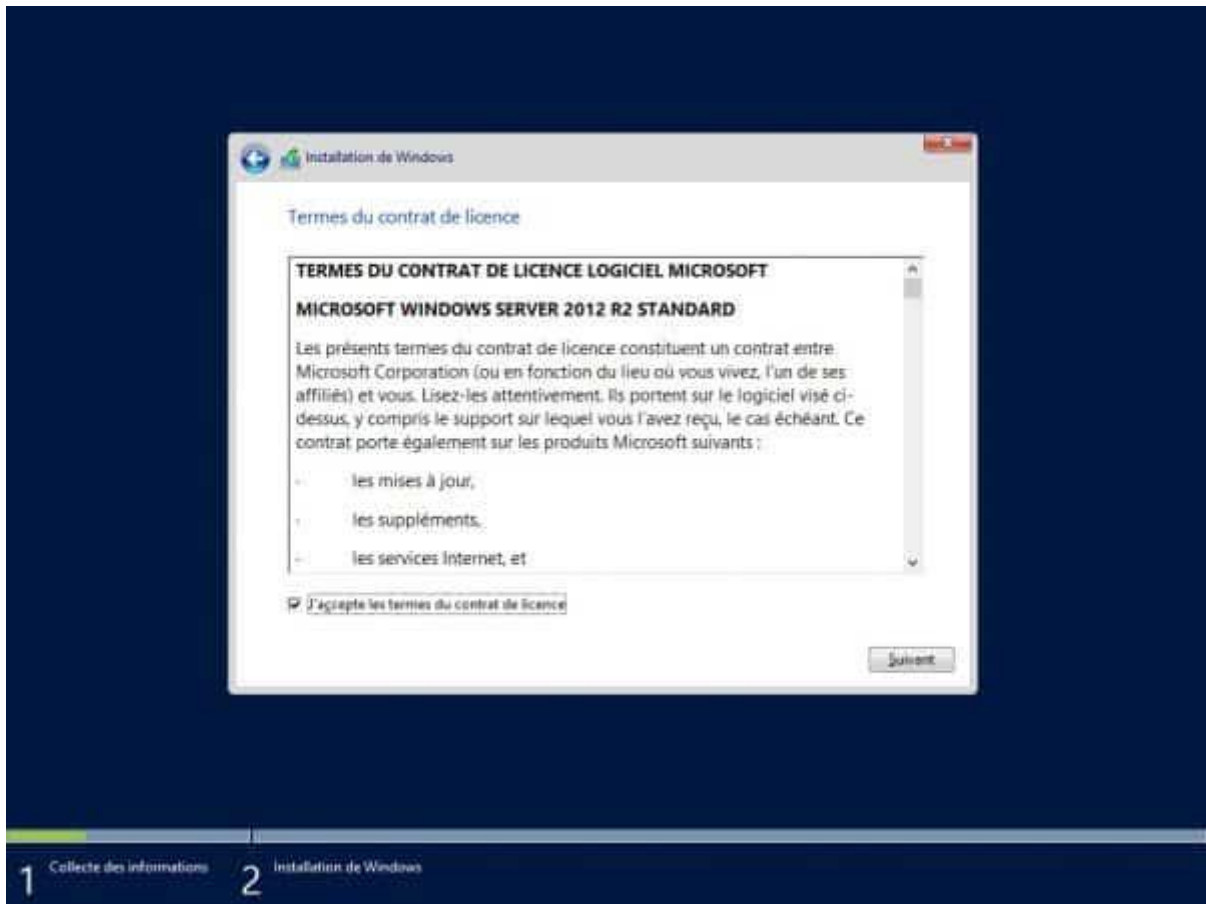 Installation de Windows
Termes du contrat de licence
TERMES DU CONTRAT DE LICENCE LOGICIEL MICROSOFT
MICROSOFT WINDOWS SERVER 2012 R2 STANDARD
Les présents termes du contrat de licence constituent un contrat entre
Microsoft Corporation (ou en fonction du lieu où vous vivez, l'un de ses
affiliés) et vous. Lisez-les attentivement. Ils portent sur le logiciel visé ci-
dessus, y compris le support sur lequel vous l'avez reçu, le cas échéant. Ce
contrat porte également sur les produits Microsoft suivants :
- les mises à jour,
- les suppléments,
- les services Internet, et
J'accepte les termes du contrat de licence
Suivant
1 Collecte des informations 2 Installation de Windows